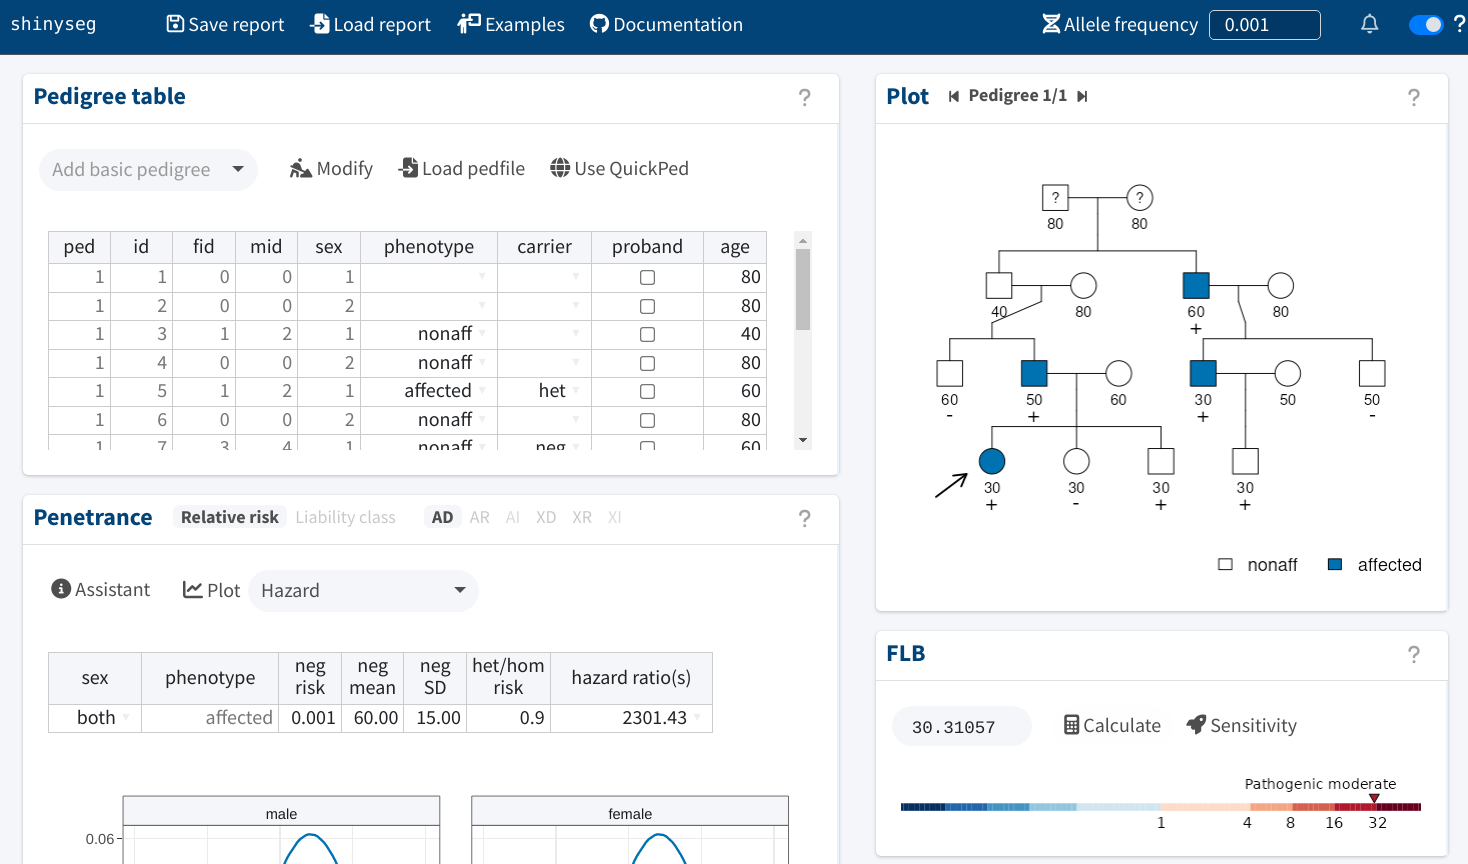 shinyseg Save report Load report Examples Documentation Allele frequency 0.001 ?
Pedigree table ?
Add basic pedigree Modify Load pedfile Use QuickPed
ped id fid mid sex phenotype carrier proband age
1 1 0 0 1 80
1 2 0 0 2 80
1 3 1 2 1 nonaff 40
1 4 0 0 2 nonaff 80
1 5 1 2 1 affected het 60
1 6 0 0 2 nonaff 80
1 7 3 4 1 nonaff neg 60
Penetrance Relative risk Liability class AD AR AI XD XR XI ?
Assistant Plot Hazard
sex phenotype neg risk neg mean neg SD het/hom risk hazard ratio(s)
both affected 0.001 60.00 15.00 0.9 2301.43
male female
0.06
Plot Pedigree 1/1 ?
? ?
80 80
40 80 60 80
+
60 50 60 30 50 50
- + + -
30 30 30 30
+ - + +
nonaff affected
FLB ?
30.31057 Calculate Sensitivity
Pathogenic moderate
1 4 8 16 32